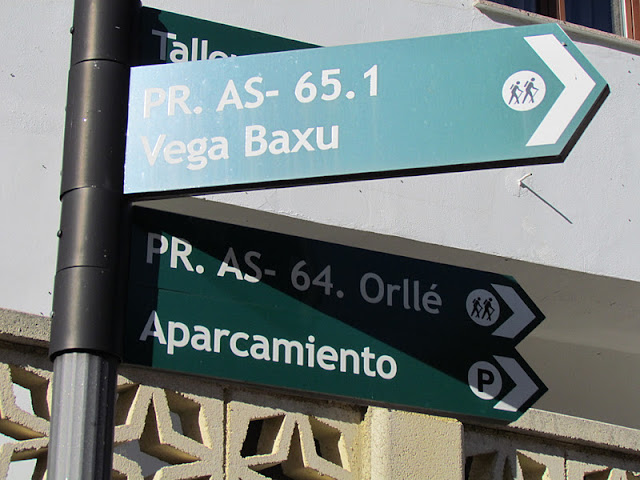 PR. AS- 65.1
Vega Baxu
PR. AS- 64. Orllé
Aparcamiento
P